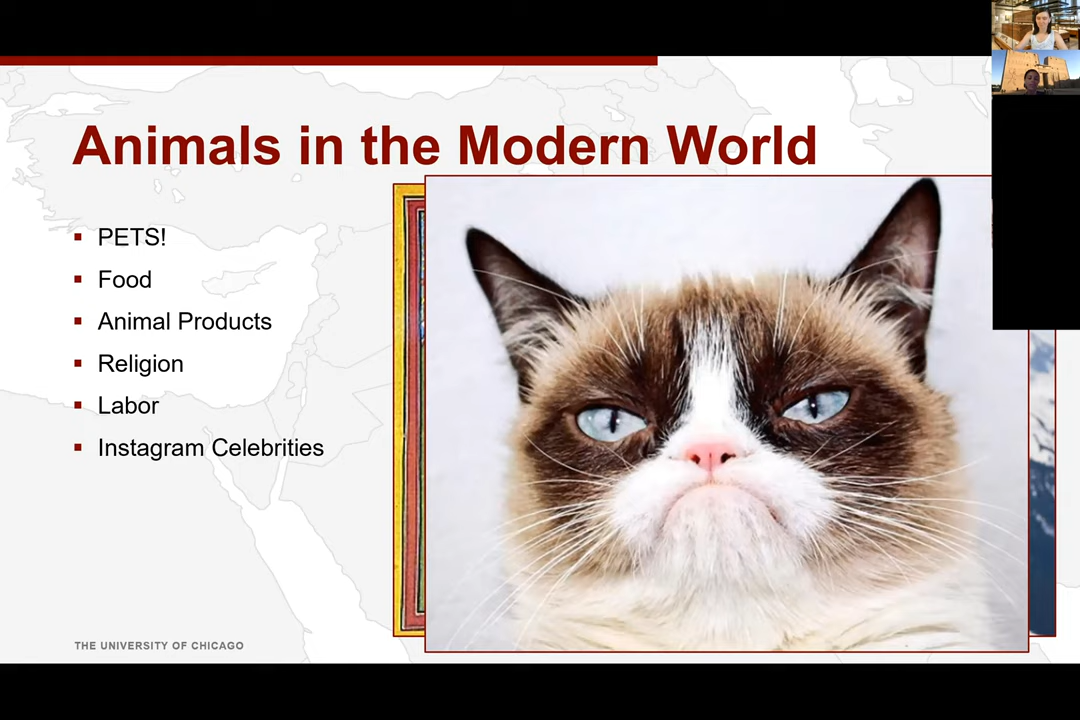 Animals in the Modern World
PETS!
Food
Animal Products
Religion
Labor
Instagram Celebrities
THE UNIVERSITY OF CHICAGO